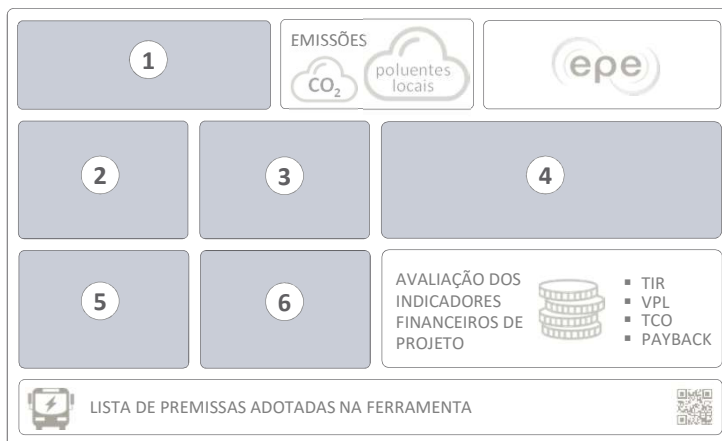 1
EMISSÕES
CO₂
poluentes
locais
epe
2
3
4
5
6
AVALIAÇÃO DOS
INDICADORES
FINANCEIROS DE
PROJETO
▪ TIR
▪ VPL
▪ TCO
▪ PAYBACK
LISTA DE PREMISSAS ADOTADAS NA FERRAMENTA